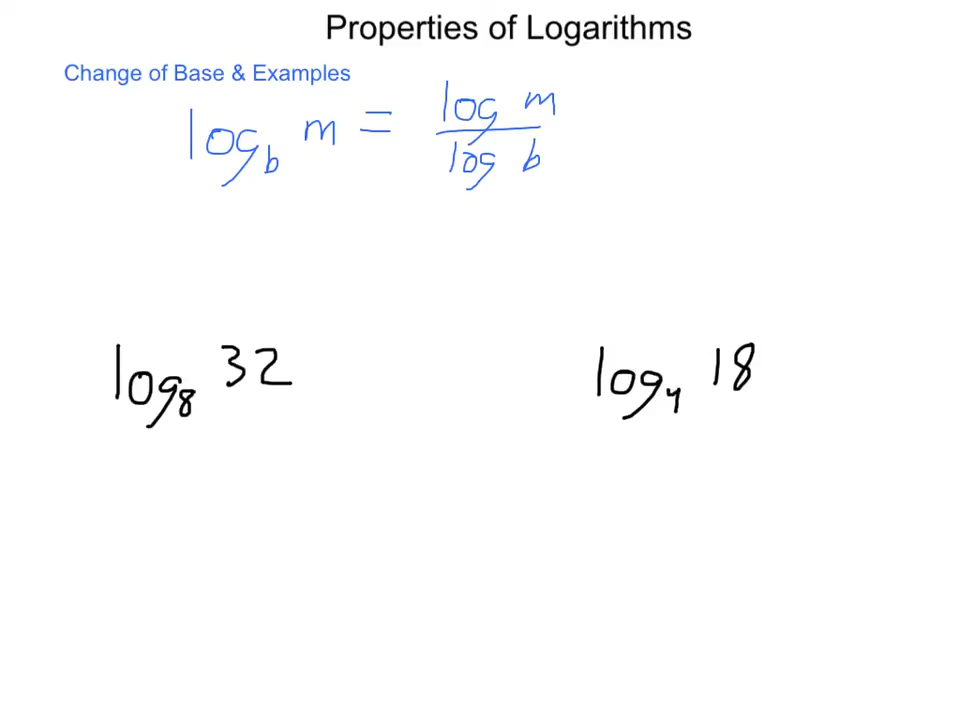 Properties of Logarithms
Change of Base & Examples
log_b m = log m / log b
log_8 32
log_4 18